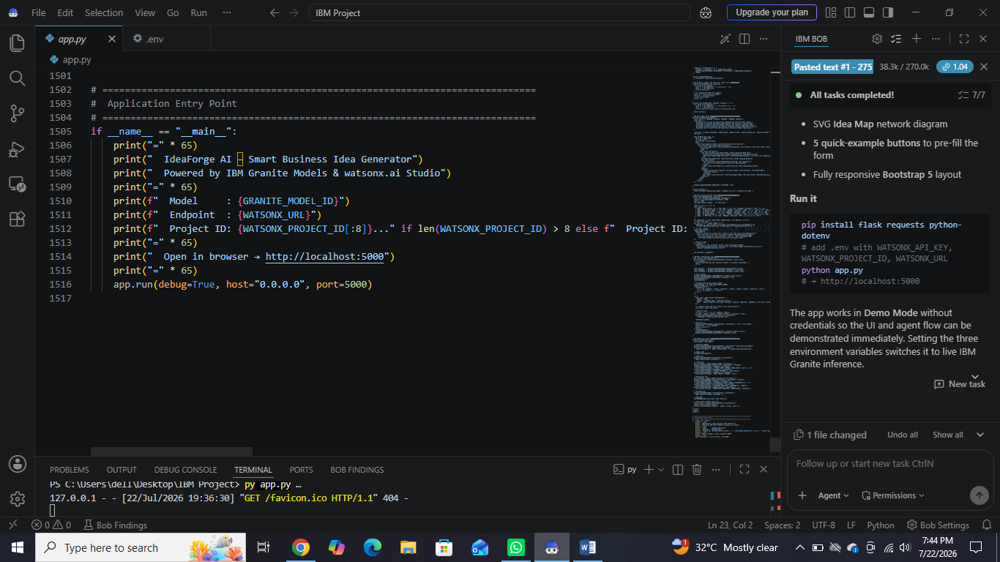 File Edit Selection View Go Run ··· IBM Project Upgrade your plan
app.py .env
app.py
1501
1502 # =============================================================================
1503 #  Application Entry Point
1504 # =============================================================================
1505 if __name__ == "__main__":
1506     print("=" * 65)
1507     print("  IdeaForge AI – Smart Business Idea Generator")
1508     print("  Powered by IBM Granite Models & watsonx.ai Studio")
1509     print("=" * 65)
1510     print(f"  Model     : {GRANITE_MODEL_ID}")
1511     print(f"  Endpoint  : {WATSONX_URL}")
1512     print(f"  Project ID: {WATSONX_PROJECT_ID[:8]}..." if len(WATSONX_PROJECT_ID) > 8 else f"  Project ID:
1513     print("=" * 65)
1514     print("  Open in browser → http://localhost:5000")
1515     print("=" * 65)
1516     app.run(debug=True, host="0.0.0.0", port=5000)
1517
PROBLEMS OUTPUT DEBUG CONSOLE TERMINAL PORTS BOB FINDINGS
py
PS C:\Users\dell\Desktop\IBM Project> py app.py …
127.0.0.1 - - [22/Jul/2026 19:36:30] "GET /favicon.ico HTTP/1.1" 404 -
IBM BOB
Pasted text #1 - 275 38.3k / 270.0k 1.04
All tasks completed! 7/7
• SVG Idea Map network
diagram
• 5 quick-example buttons to pre-fill the
form
• Fully responsive Bootstrap 5 layout
Run it
pip install flask requests python-
dotenv
# add .env with WATSONX_API_KEY,
WATSONX_PROJECT_ID, WATSONX_URL
python app.py
# → http://localhost:5000
The app works in Demo Mode without
credentials so the UI and agent flow can be
demonstrated immediately. Setting the three
environment variables switches it to live IBM
Granite inference.
New task
1 file changed Undo all Show all
Follow up or start new task CtrlN
Agent Permissions
0 0 Bob Findings Ln 23, Col 2 Spaces: 2 UTF-8 LF Python Bob Settings
Type here to search 1 32°C Mostly clear 7:44 PM
7/22/2026